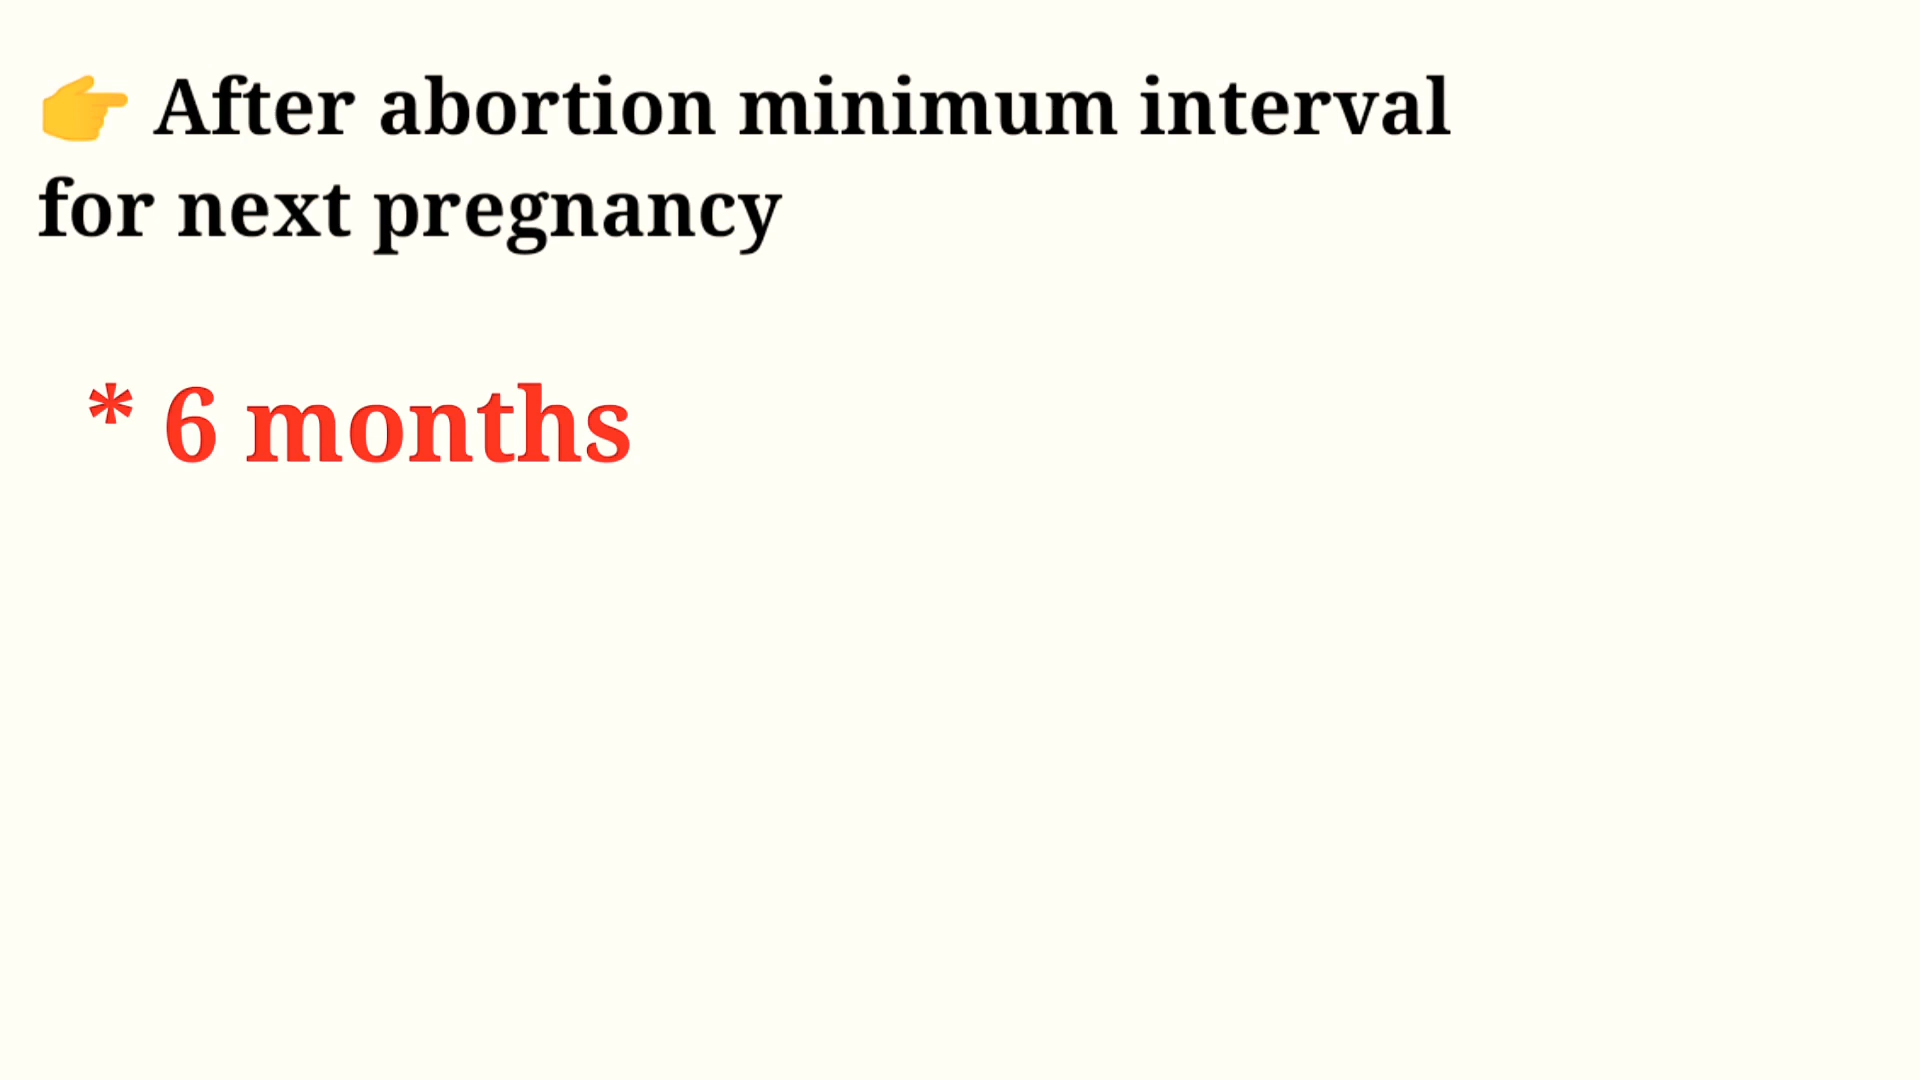 👉 After abortion minimum interval
for next pregnancy
* 6 months